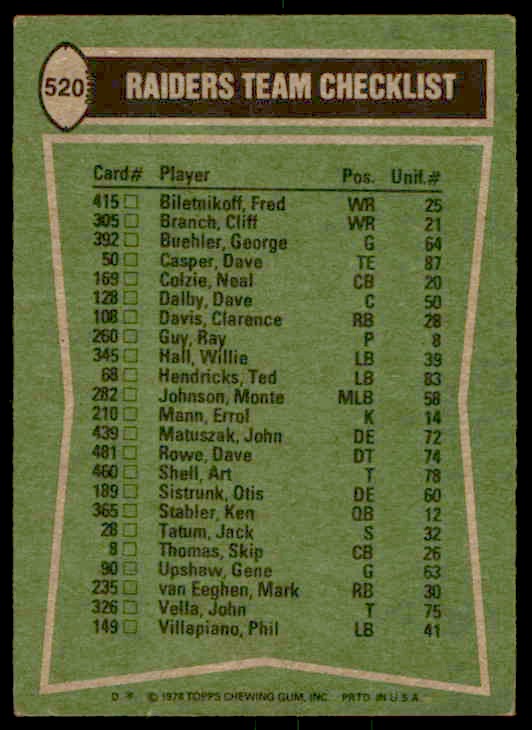 520 RAIDERS TEAM CHECKLIST
Card# Player Pos. Unif.#
415 □ Biletnikoff, Fred WR 25
305 □ Branch, Cliff WR 21
392 □ Buehler, George G 64
50 □ Casper, Dave TE 87
169 □ Colzie, Neal CB 20
128 □ Dalby, Dave C 50
108 □ Davis, Clarence RB 28
260 □ Guy, Ray P 8
345 □ Hall, Willie LB 39
68 □ Hendricks, Ted LB 83
282 □ Johnson, Monte MLB 58
210 □ Mann, Errol K 14
439 □ Matuszak, John DE 72
481 □ Rowe, Dave DT 74
460 □ Shell, Art T 78
189 □ Sistrunk, Otis DE 60
365 □ Stabler, Ken QB 12
28 □ Tatum, Jack S 32
8 □ Thomas, Skip CB 26
90 □ Upshaw, Gene G 63
235 □ van Eeghen, Mark RB 30
326 □ Vella, John T 75
149 □ Villapiano, Phil LB 41
D * © 1978 TOPPS CHEWING GUM, INC. PRTD. IN U.S.A.